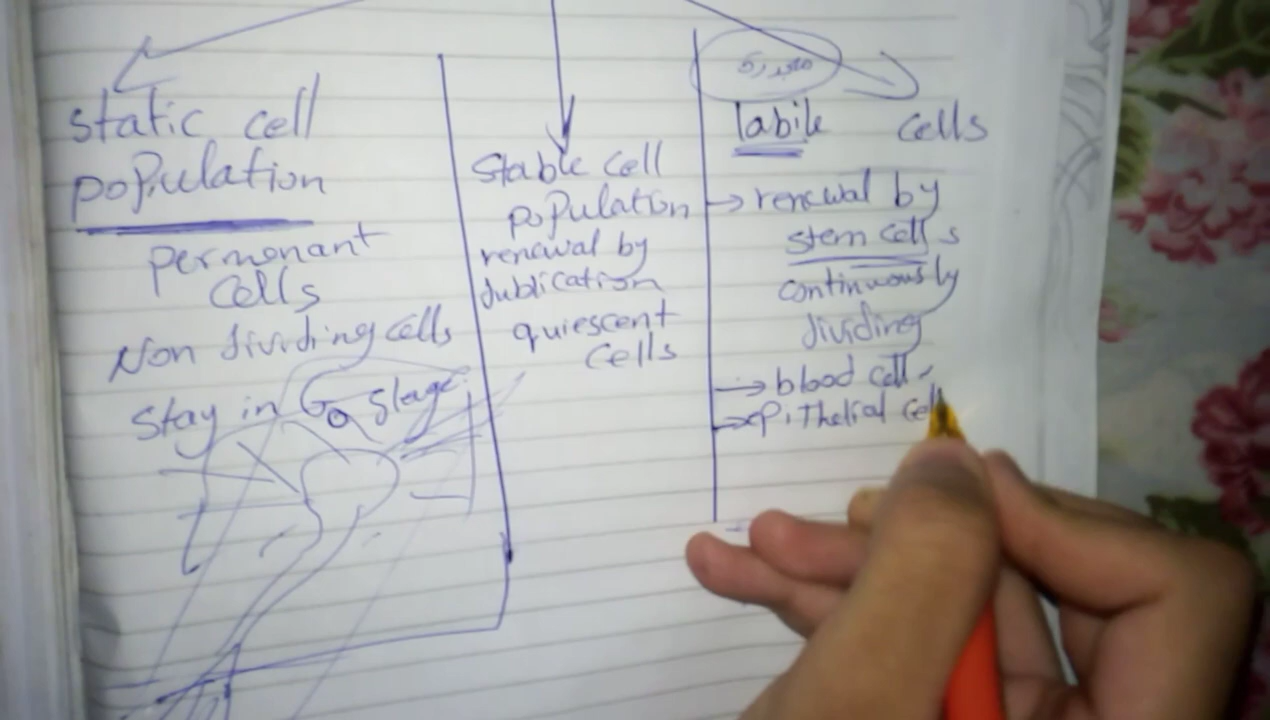 static cell
population
permonant
cells
Non dividing cells
stay in G0 stage
Stable cell
population
renewal by
dublication
quiescent
cells
labile cells
→ renewal by
stem cells
continuously
dividing
→ blood cell
→ epithelial cell